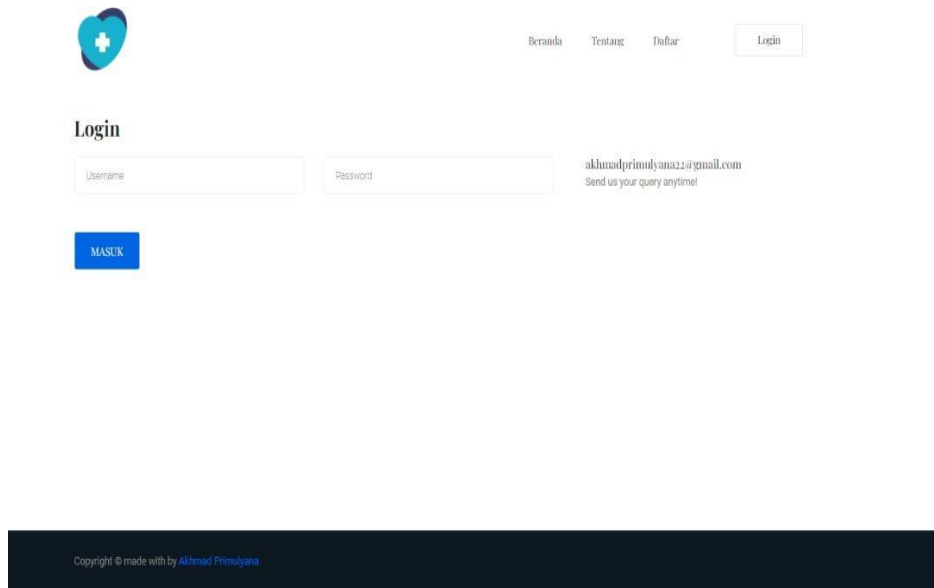 Beranda Tentang Daftar Login
Login
Username Password
akhmadprimulyana22@gmail.com
Send us your query anytime!
MASUK
Copyright © made with by Akhmad Primulyana